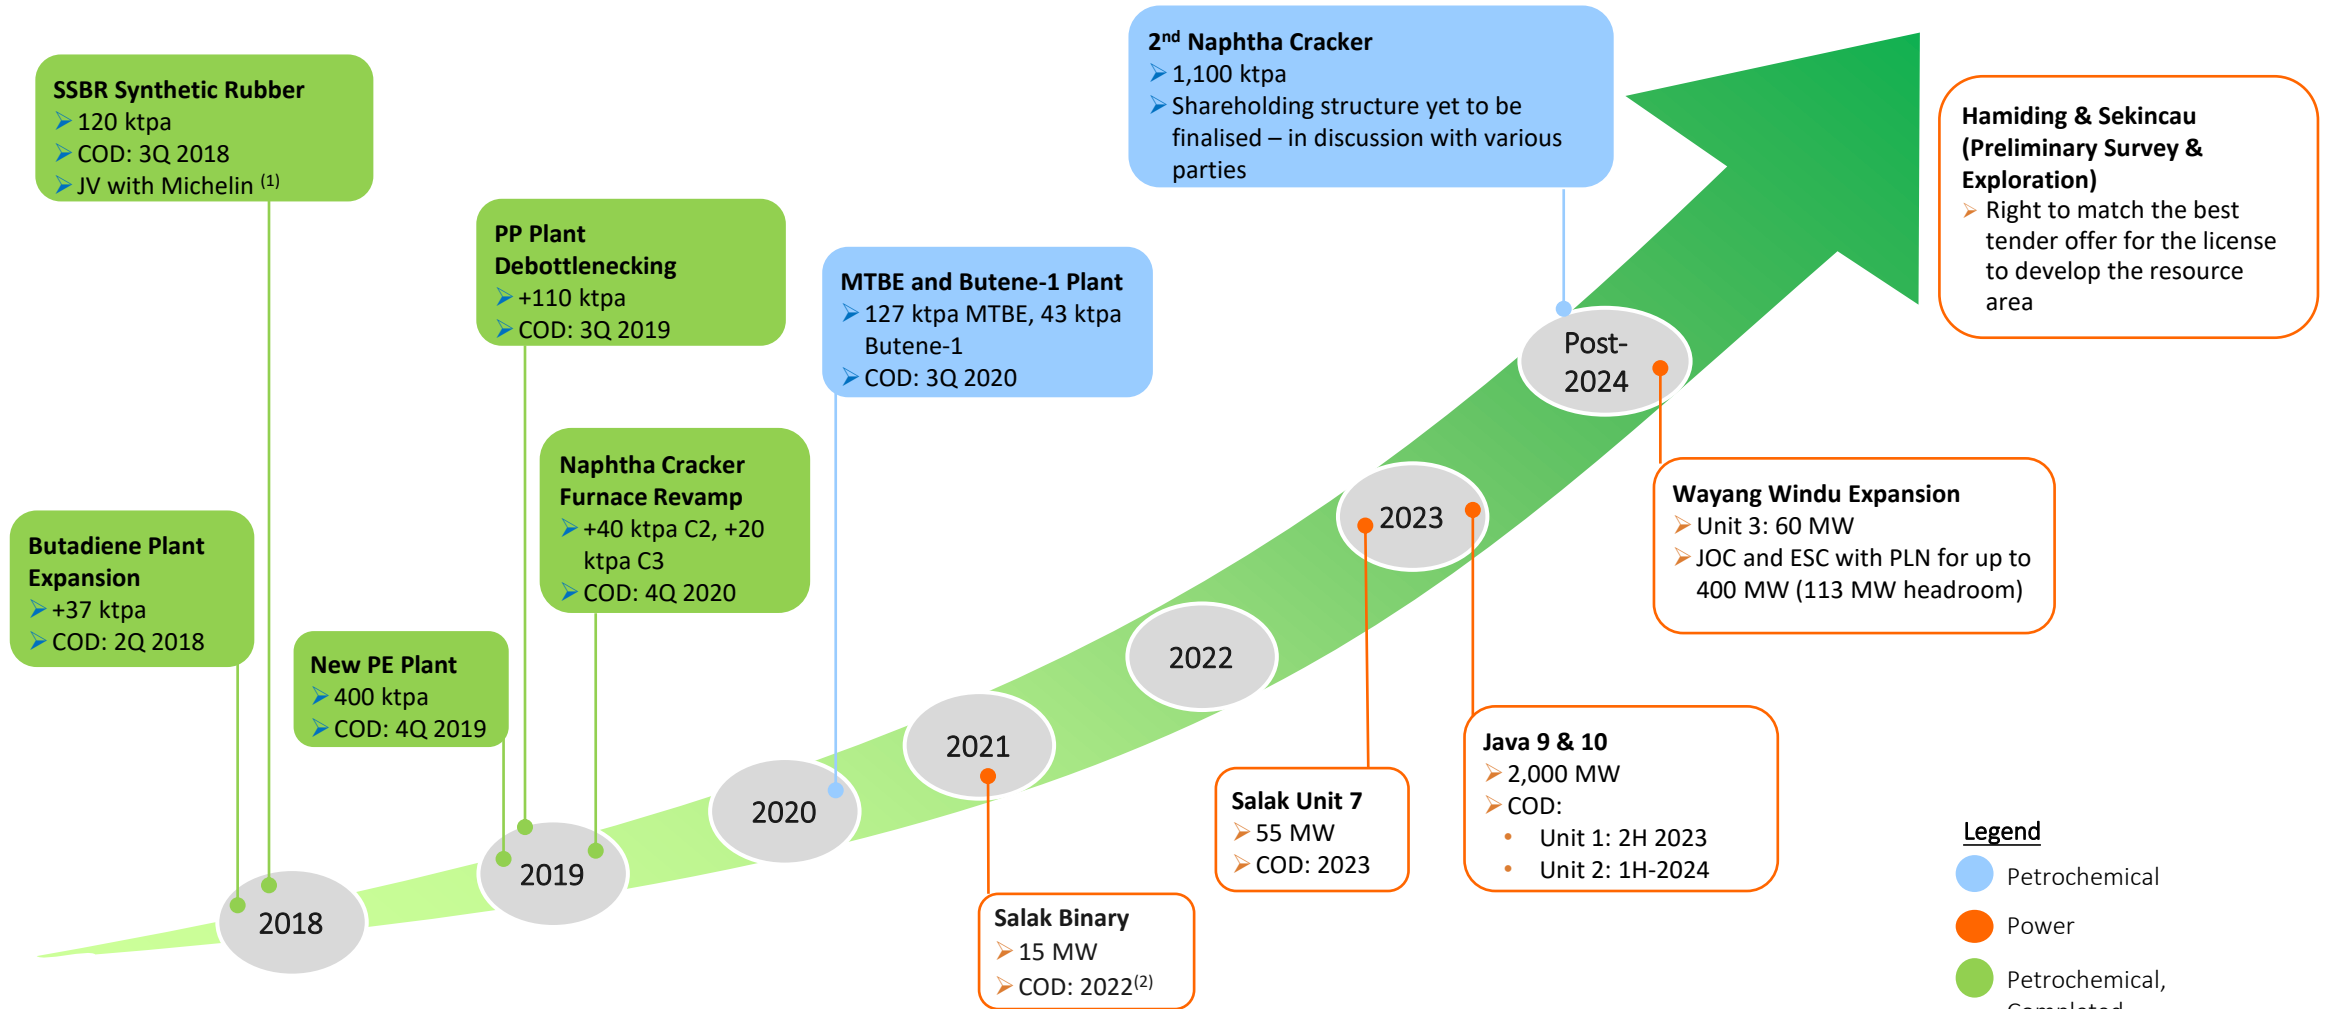 SSBR Synthetic Rubber
➢ 120 ktpa
➢ COD: 3Q 2018
➢ JV with Michelin (1)
Butadiene Plant
Expansion
➢ +37 ktpa
➢ COD: 2Q 2018
New PE Plant
➢ 400 ktpa
➢ COD: 4Q 2019
PP Plant
Debottlenecking
➢ +110 ktpa
➢ COD: 3Q 2019
Naphtha Cracker
Furnace Revamp
➢ +40 ktpa C2, +20
ktpa C3
➢ COD: 4Q 2020
MTBE and Butene-1 Plant
➢ 127 ktpa MTBE, 43 ktpa
Butene-1
➢ COD: 3Q 2020
2nd Naphtha Cracker
➢ 1,100 ktpa
➢ Shareholding structure yet to be
finalised – in discussion with various
parties
Hamiding & Sekincau
(Preliminary Survey &
Exploration)
➢ Right to match the best
tender offer for the license
to develop the resource
area
2018
2019
2020
2021
2022
2023
Post-
2024
Salak Binary
➢ 15 MW
➢ COD: 2022(2)
Salak Unit 7
➢ 55 MW
➢ COD: 2023
Java 9 & 10
➢ 2,000 MW
➢ COD:
• Unit 1: 2H 2023
• Unit 2: 1H-2024
Wayang Windu Expansion
➢ Unit 3: 60 MW
➢ JOC and ESC with PLN for up to
400 MW (113 MW headroom)
Legend
Petrochemical
Power
Petrochemical,
Completed